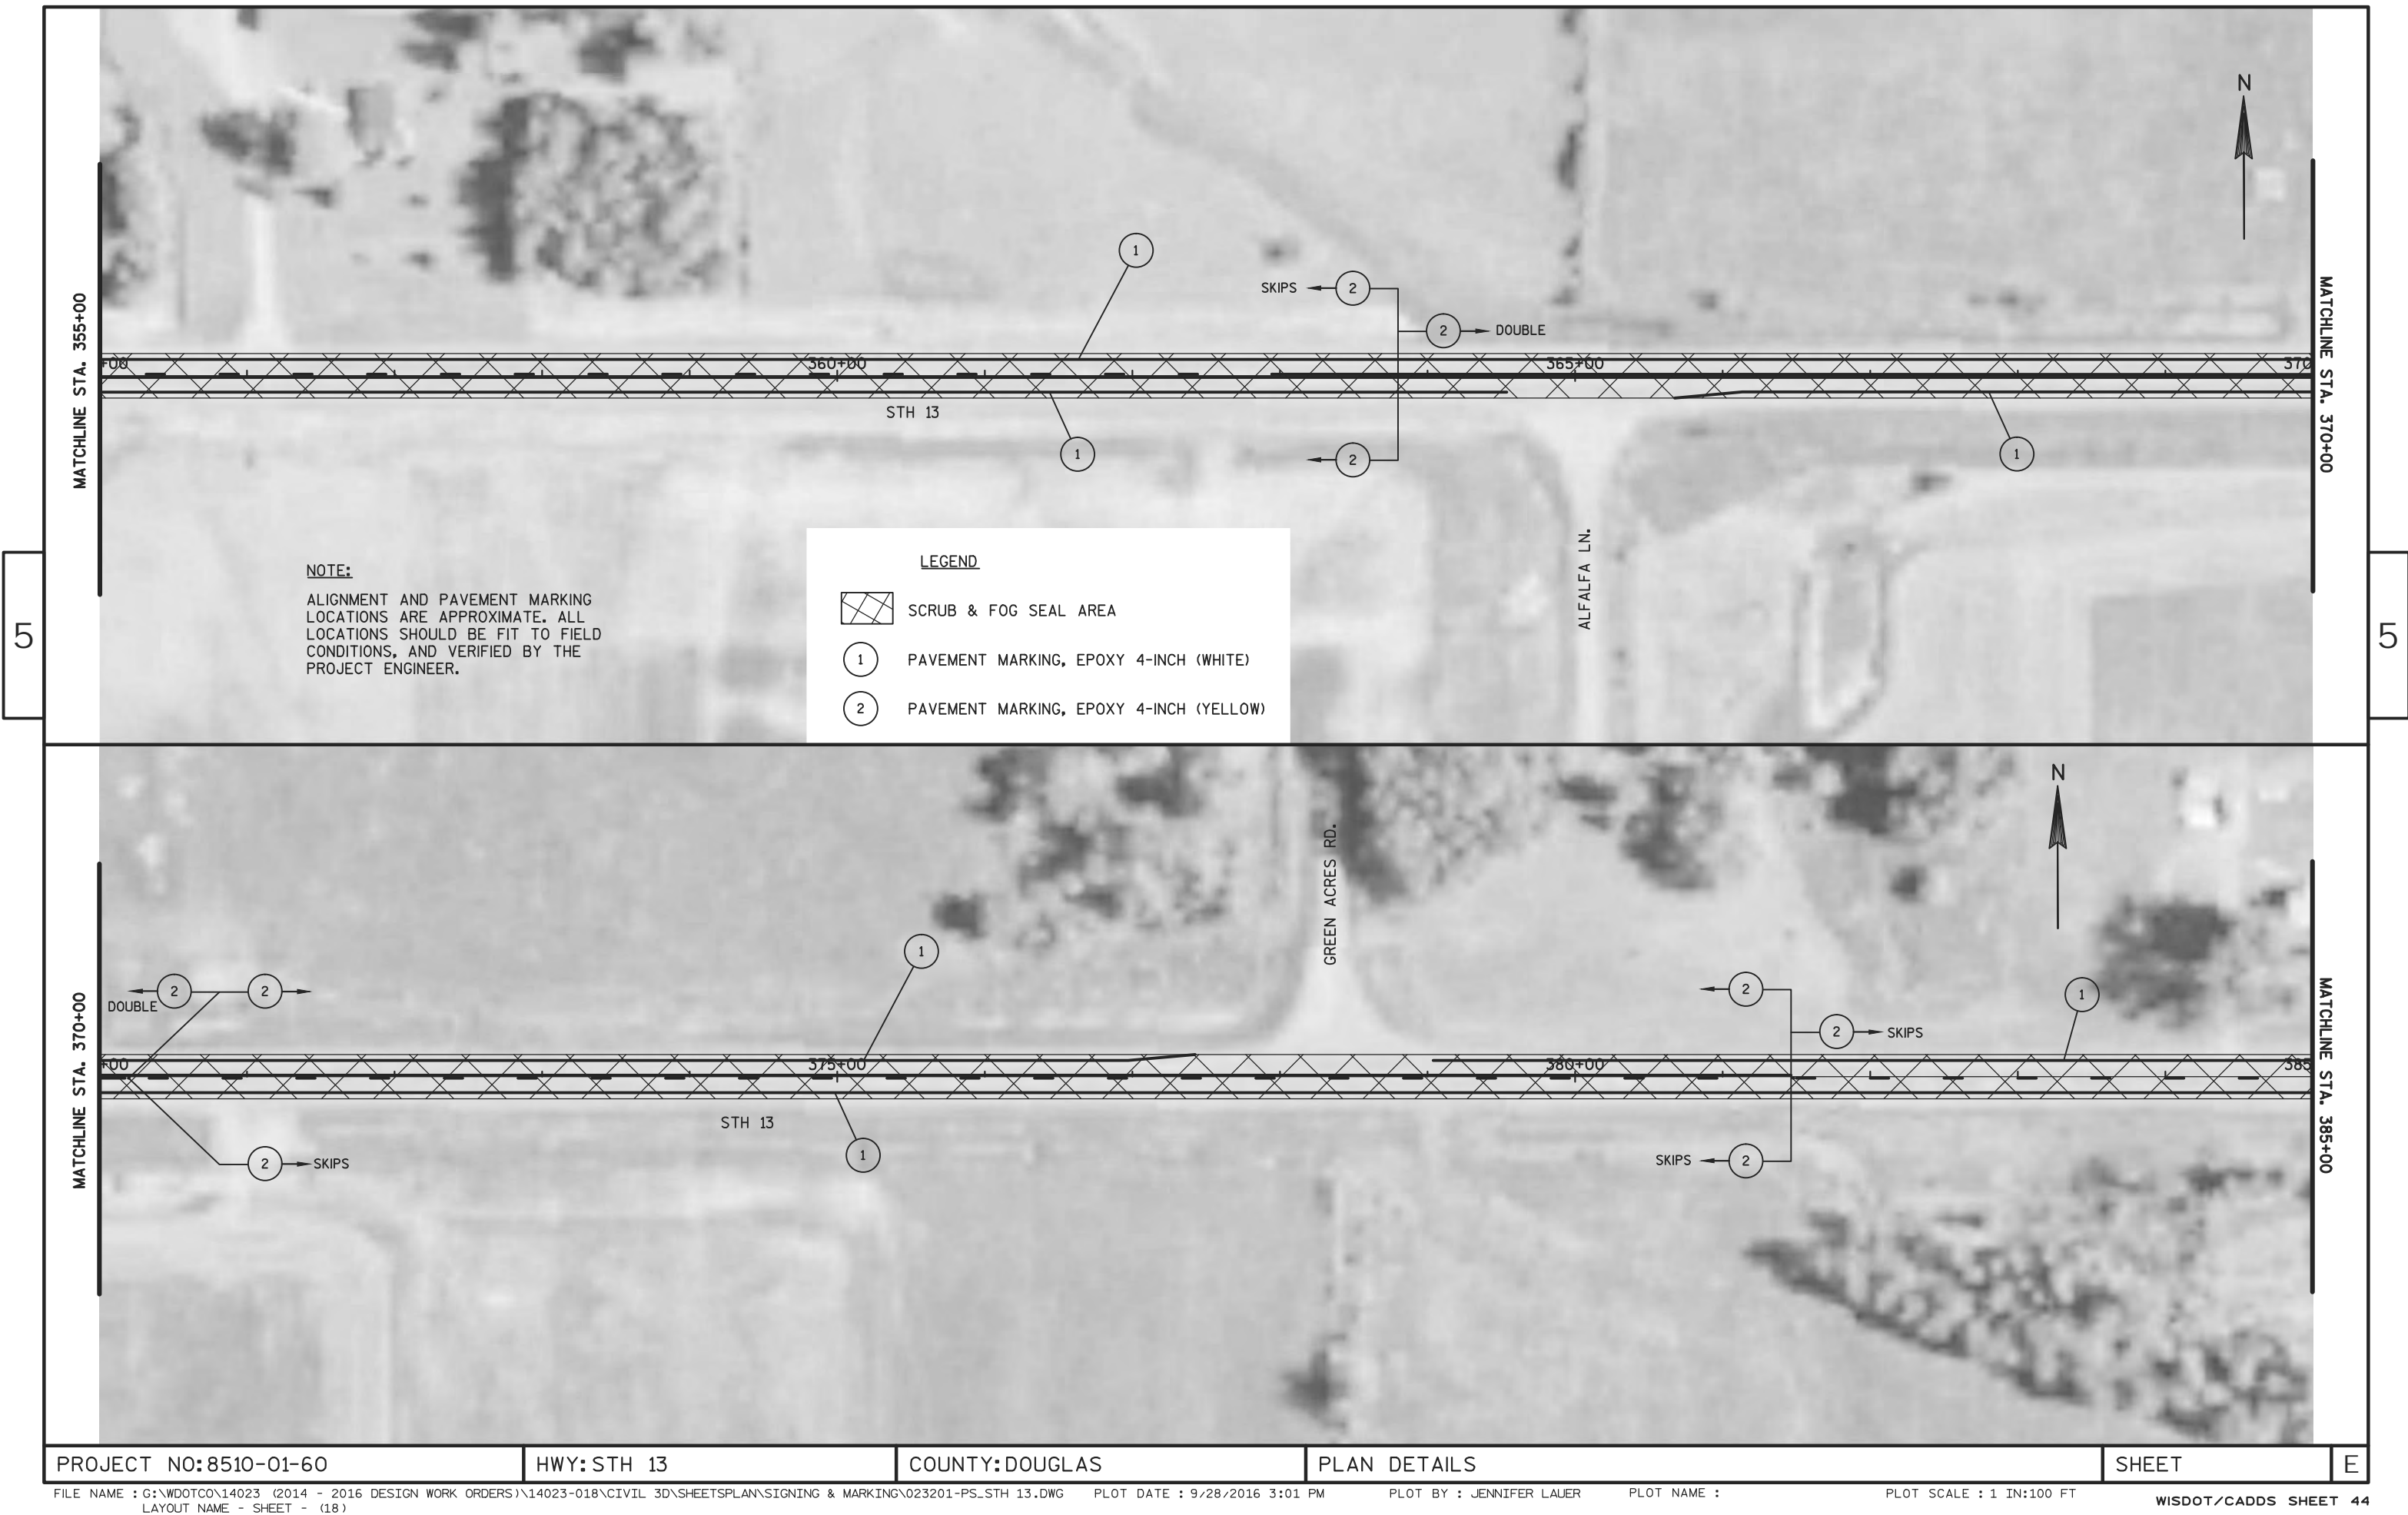 N
1
SKIPS
2
2
DOUBLE
MATCHLINE STA. 355+00
MATCHLINE STA. 370+00
+00
360+00
365+00
370
STH 13
1
2
1
ALFALFA LN.
5
5
NOTE:
ALIGNMENT AND PAVEMENT MARKING
LOCATIONS ARE APPROXIMATE. ALL
LOCATIONS SHOULD BE FIT TO FIELD
CONDITIONS, AND VERIFIED BY THE
PROJECT ENGINEER.
LEGEND
SCRUB & FOG SEAL AREA
1 PAVEMENT MARKING, EPOXY 4-INCH (WHITE)
2 PAVEMENT MARKING, EPOXY 4-INCH (YELLOW)
N
GREEN ACRES RD.
1
2
2
DOUBLE
2
1
2
SKIPS
MATCHLINE STA. 370+00
MATCHLINE STA. 385+00
+00
375+00
380+00
385
STH 13
1
2
SKIPS
SKIPS
2
PROJECT NO:8510-01-60
HWY:STH 13
COUNTY:DOUGLAS
PLAN DETAILS
SHEET
E
FILE NAME : G:\WDOTCO\14023 (2014 - 2016 DESIGN WORK ORDERS)\14023-018\CIVIL 3D\SHEETSPLAN\SIGNING & MARKING\023201-PS_STH 13.DWG
PLOT DATE : 9/28/2016 3:01 PM
PLOT BY : JENNIFER LAUER
PLOT NAME :
PLOT SCALE : 1 IN:100 FT
WISDOT/CADDS SHEET 44
LAYOUT NAME - SHEET - (18)